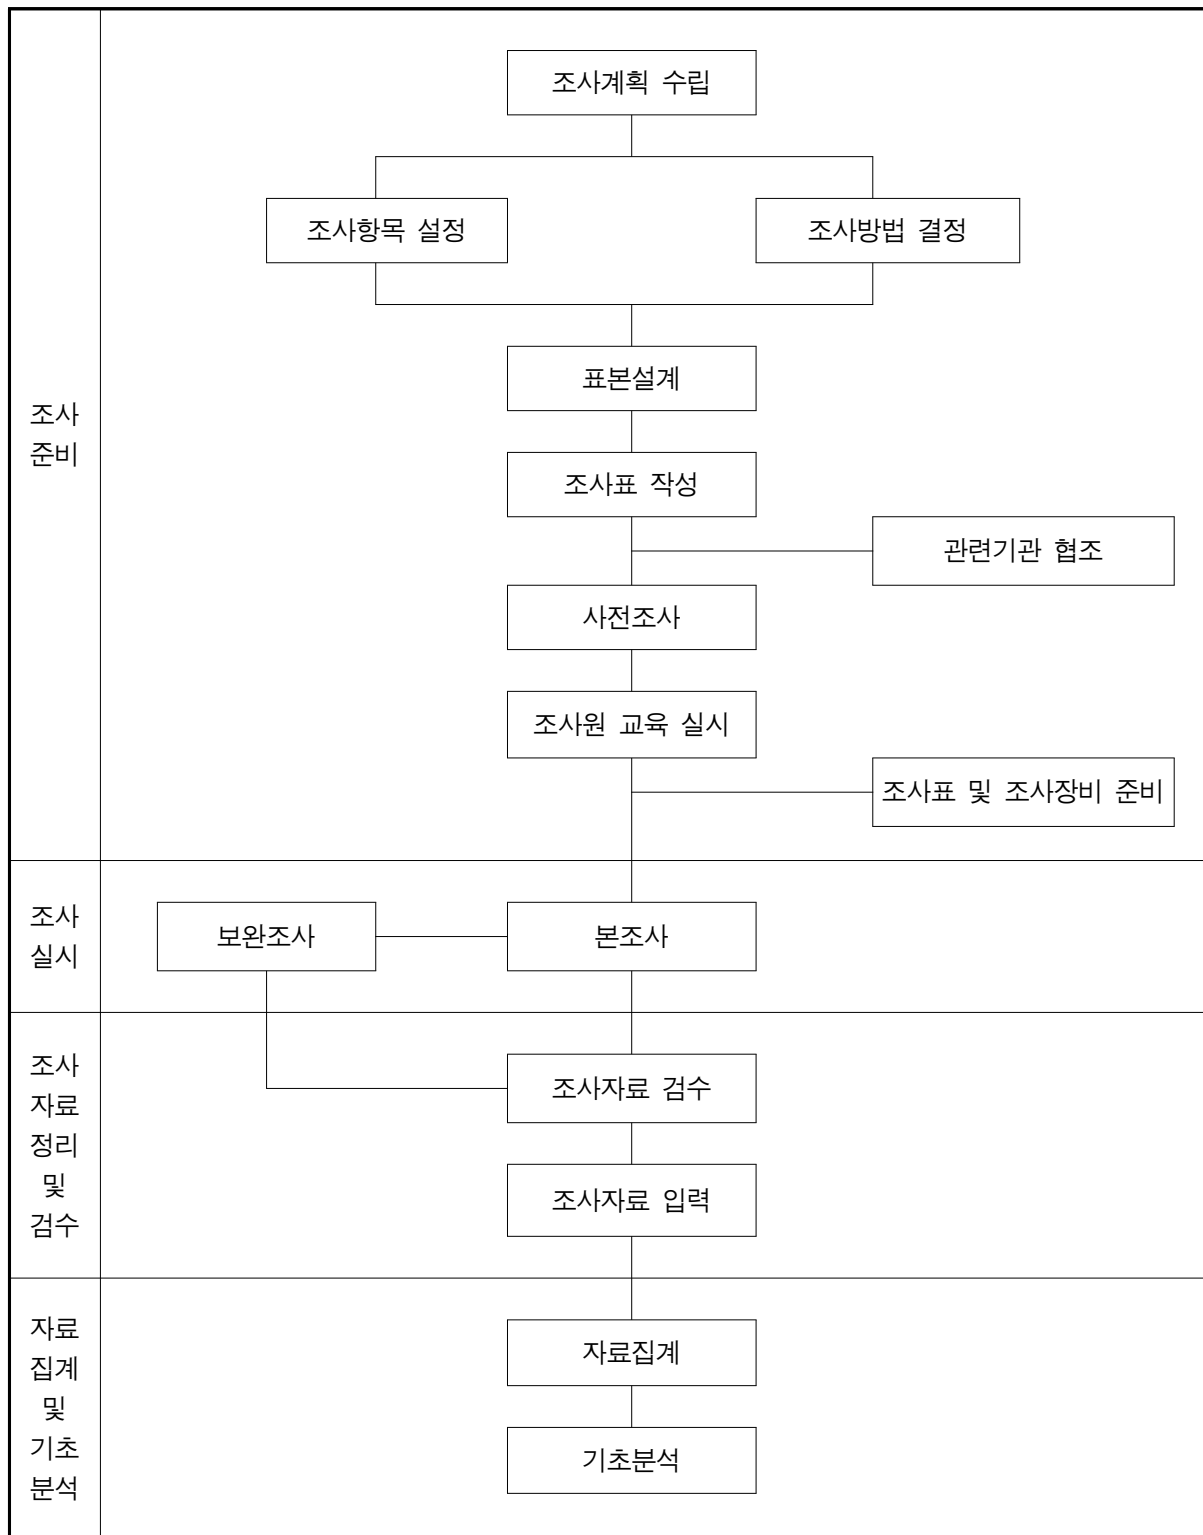 조사계획 수립
조사항목 설정
조사방법 결정
표본설계
조사
준비
조사표 작성
관련기관 협조
사전조사
조사원 교육 실시
조사표 및 조사장비 준비
조사
실시
보완조사
본조사
조사
자료
정리
및
검수
조사자료 검수
조사자료 입력
자료
집계
및
기초
분석
자료집계
기초분석